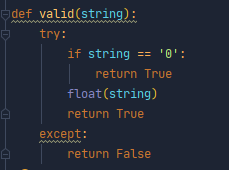 def valid(string):
    try:
        if string == '0':
            return True
        float(string)
        return True
    except:
        return False